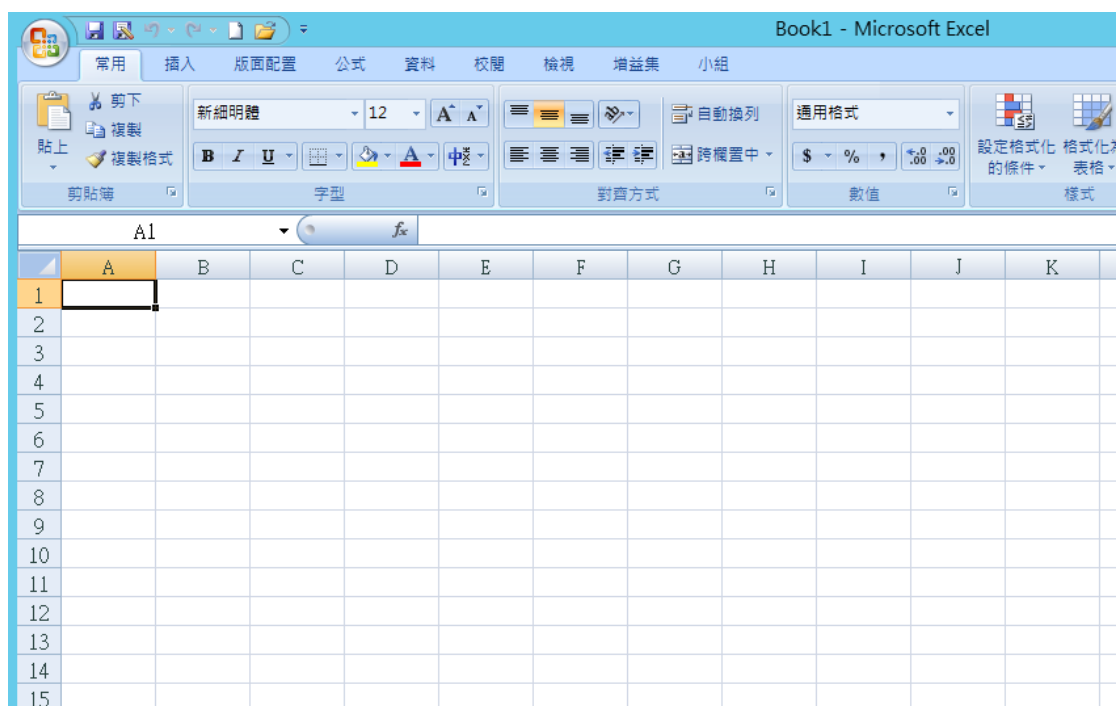 Book1 - Microsoft Excel
常用 插入 版面配置 公式 資料 校閱 檢視 增益集 小組
貼上
剪下
複製
複製格式
剪貼簿
新細明體 12 A A
B I U A 中
字型
自動換列
跨欄置中
對齊方式
通用格式
$ % , .0 .00 .00 .0
數值
設定格式化
的條件
格式化為
表格
樣式
A1 fx
A B C D E F G H I J K
1
2
3
4
5
6
7
8
9
10
11
12
13
14
15